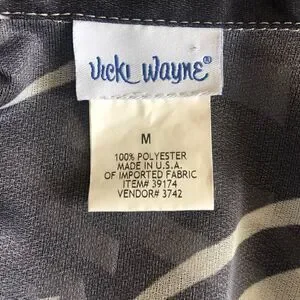 Vicki Wayne®
M
100% POLYESTER
MADE IN U.S.A.
OF IMPORTED FABRIC
ITEM# 39174
VENDOR# 3742